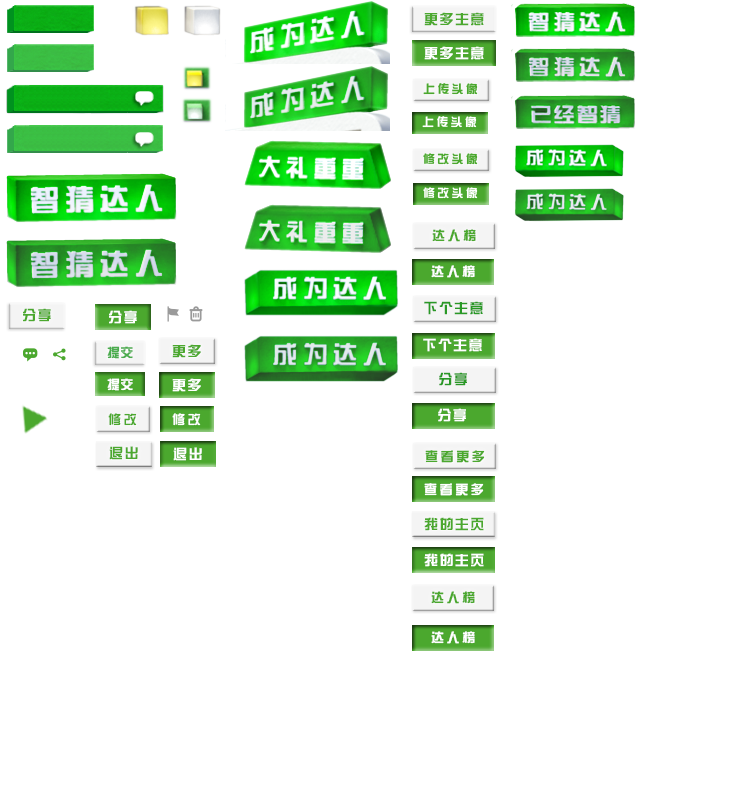 智猜达人
智猜达人
分享
分享
提交
更多
提交
更多
修改
修改
退出
退出
成为达人
成为达人
大礼重重
大礼重重
成为达人
成为达人
更多主意
更多主意
上传头像
上传头像
修改头像
修改头像
达人榜
达人榜
下个主意
下个主意
分享
分享
查看更多
查看更多
我的主页
我的主页
达人榜
达人榜
智猜达人
智猜达人
已经智猜
成为达人
成为达人